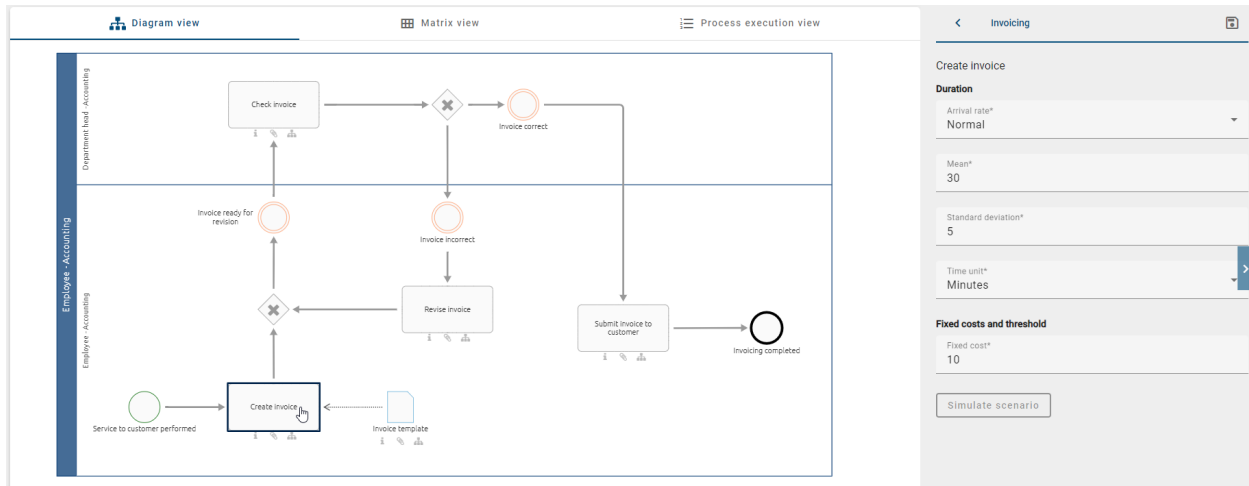 Diagram view
Matrix view
Process execution view
Invoicing
Department head - Accounting
Employee - Accounting
Employee - Accounting
Check invoice
Invoice correct
Invoice ready for
revision
Invoice incorrect
Revise invoice
Submit invoice to
customer
Invoicing completed
Create invoice
Service to customer performed
Invoice template
Create invoice
Duration
Arrival rate*
Normal
Mean*
30
Standard deviation*
5
Time unit*
Minutes
Fixed costs and threshold
Fixed cost*
10
Simulate scenario